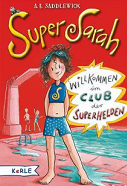 A. E. SADDLEWICK
Super Sarah
WILLKOMMEN
im CLUB
der
SUPERHELDEN
KeRLE